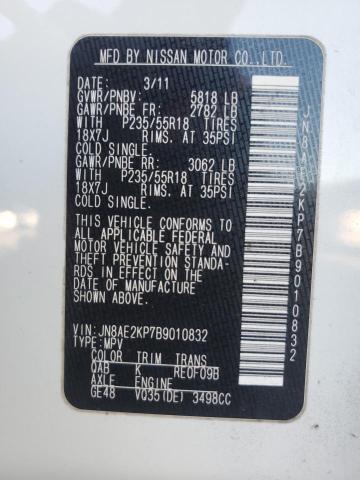 MFD BY NISSAN MOTOR CO.,LTD.
DATE: 3/11
GVWR/PNBV: 5818 LB
GAWR/PNBE FR: 2782 LB
WITH P235/55R18 TIRES
18X7J RIMS. AT 35PSI
COLD SINGLE.
GAWR/PNBE RR: 3062 LB
WITH P235/55R18 TIRES
18X7J RIMS. AT 35PSI
COLD SINGLE.
THIS VEHICLE CONFORMS TO
ALL APPLICABLE FEDERAL
MOTOR VEHICLE SAFETY AND
THEFT PREVENTION STANDA-
RDS IN EFFECT ON THE
DATE OF MANUFACTURE
SHOWN ABOVE.
VIN: JN8AE2KP7B9010832
TYPE: MPV
COLOR TRIM TRANS
QAB K RE0F09B
AXLE ENGINE
GE48 VQ35(DE) 3498CC
JN8AE2KP7B9010832